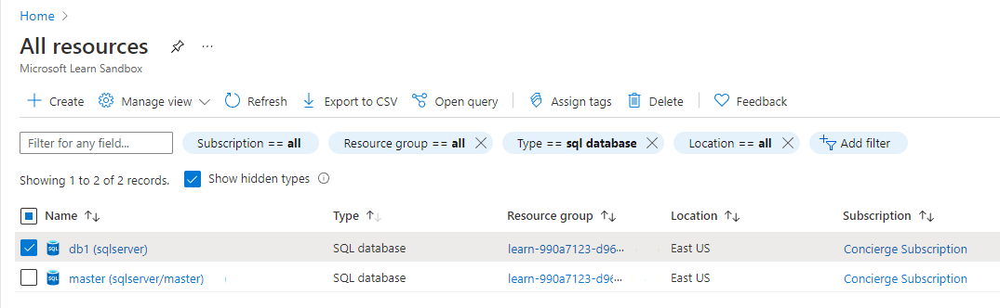 Home
All resources ...
Microsoft Learn Sandbox
Create Manage view Refresh Export to CSV Open query Assign tags Delete Feedback
Filter for any field... Subscription == all Resource group == all Type == sql database Location == all Add filter
Showing 1 to 2 of 2 records. Show hidden types
Name Type Resource group Location Subscription
SQL db1 (sqlserver) SQL database learn-990a7123-d96... East US Concierge Subscription
SQL master (sqlserver/master) SQL database learn-990a7123-d96... East US Concierge Subscription